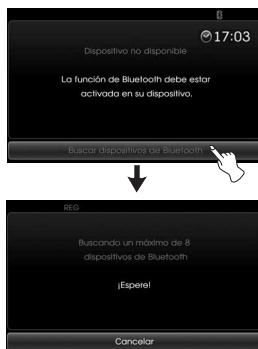 17:03
Dispositivo no disponible
La función de Bluetooth debe estar
activada en su dispositivo.
Buscar dispositivos de Bluetooth
REG
Buscando un máximo de 8
dispositivos de Bluetooth
¡Espere!
Cancelar